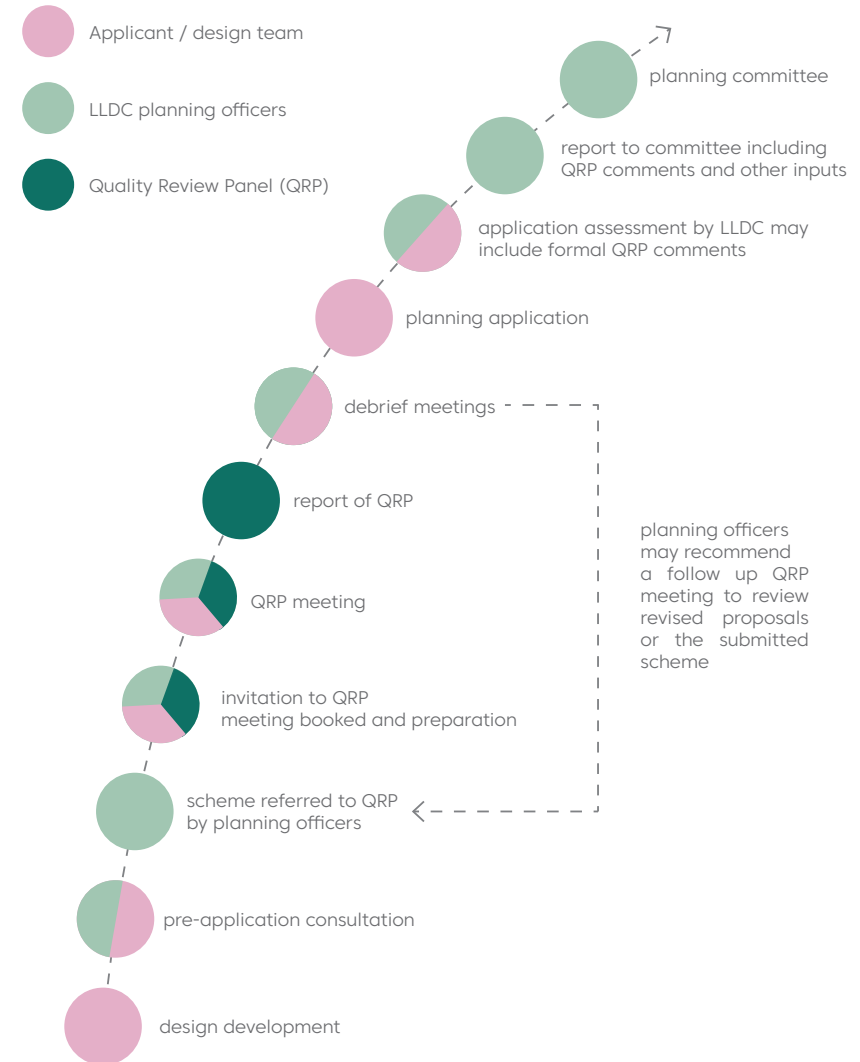 Applicant / design team
LLDC planning officers
Quality Review Panel (QRP)
planning committee
report to committee including
QRP comments and other inputs
application assessment by LLDC may
include formal QRP comments
planning application
debrief meetings
report of QRP
planning officers
may recommend
a follow up QRP
meeting to review
revised proposals
or the submitted
scheme
QRP meeting
invitation to QRP
meeting booked and preparation
scheme referred to QRP
by planning officers
pre-application consultation
design development